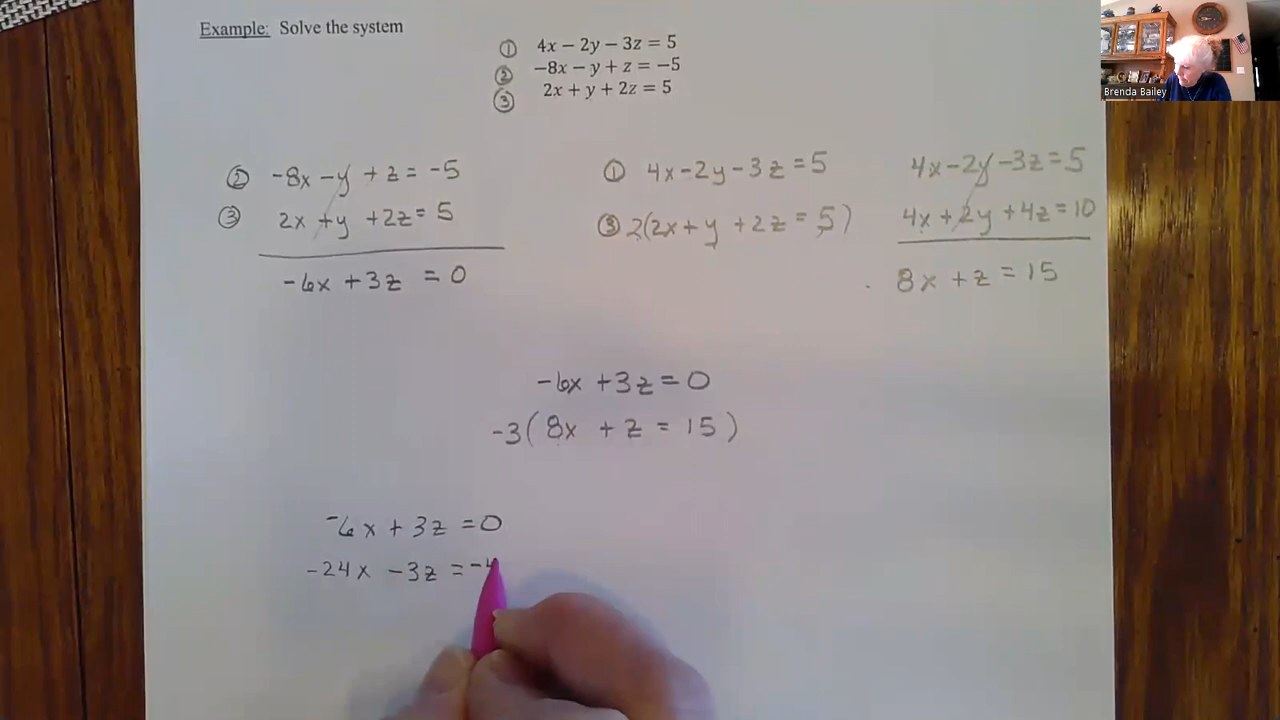 Example: Solve the system
① 4x − 2y − 3z = 5
② −8x − y + z = −5
③ 2x + y + 2z = 5
Brenda Bailey
② -8x - y + z = -5
③ 2x + y + 2z = 5
-6x + 3z = 0
① 4x - 2y - 3z = 5
③ 2(2x + y + 2z = 5)
4x - 2y - 3z = 5
4x + 2y + 4z = 10
8x + z = 15
-6x + 3z = 0
-3(8x + z = 15)
-6x + 3z = 0
-24x - 3z = -4